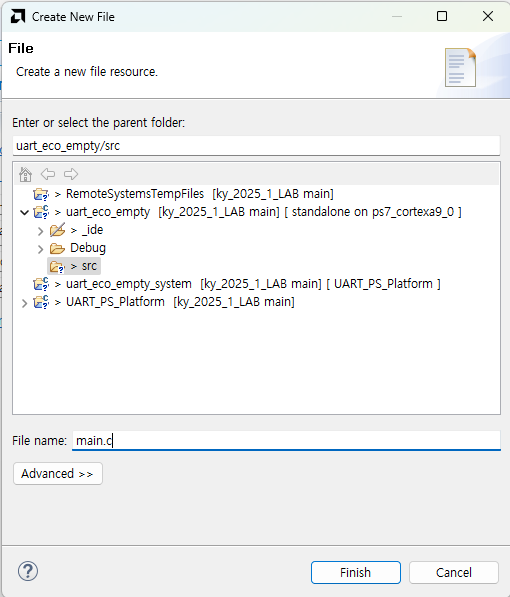 Create New File
File
Create a new file resource.
Enter or select the parent folder:
uart_eco_empty/src
> RemoteSystemsTempFiles [ky_2025_1_LAB main]
> uart_eco_empty [ky_2025_1_LAB main] [ standalone on ps7_cortexa9_0 ]
> _ide
Debug
> src
> uart_eco_empty_system [ky_2025_1_LAB main] [ UART_PS_Platform ]
> UART_PS_Platform [ky_2025_1_LAB main]
File name: main.c
Advanced >>
Finish Cancel